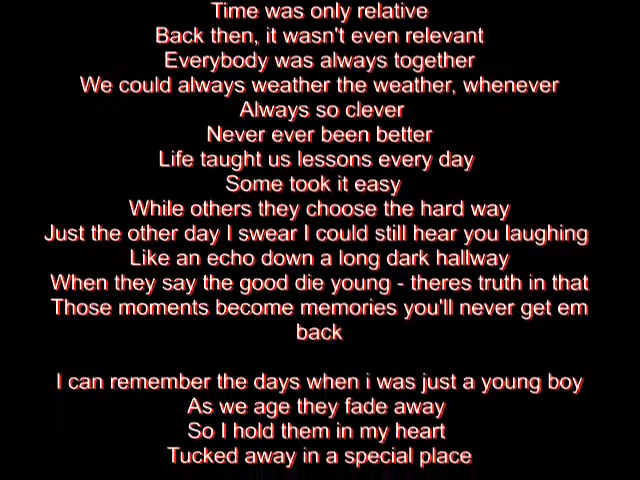 Time was only relative
Back then, it wasn't even relevant
Everybody was always together
We could always weather the weather, whenever
Always so clever
Never ever been better
Life taught us lessons every day
Some took it easy
While others they choose the hard way
Just the other day I swear I could still hear you laughing
Like an echo down a long dark hallway
When they say the good die young - theres truth in that
Those moments become memories you'll never get em
back
I can remember the days when i was just a young boy
As we age they fade away
So I hold them in my heart
Tucked away in a special place